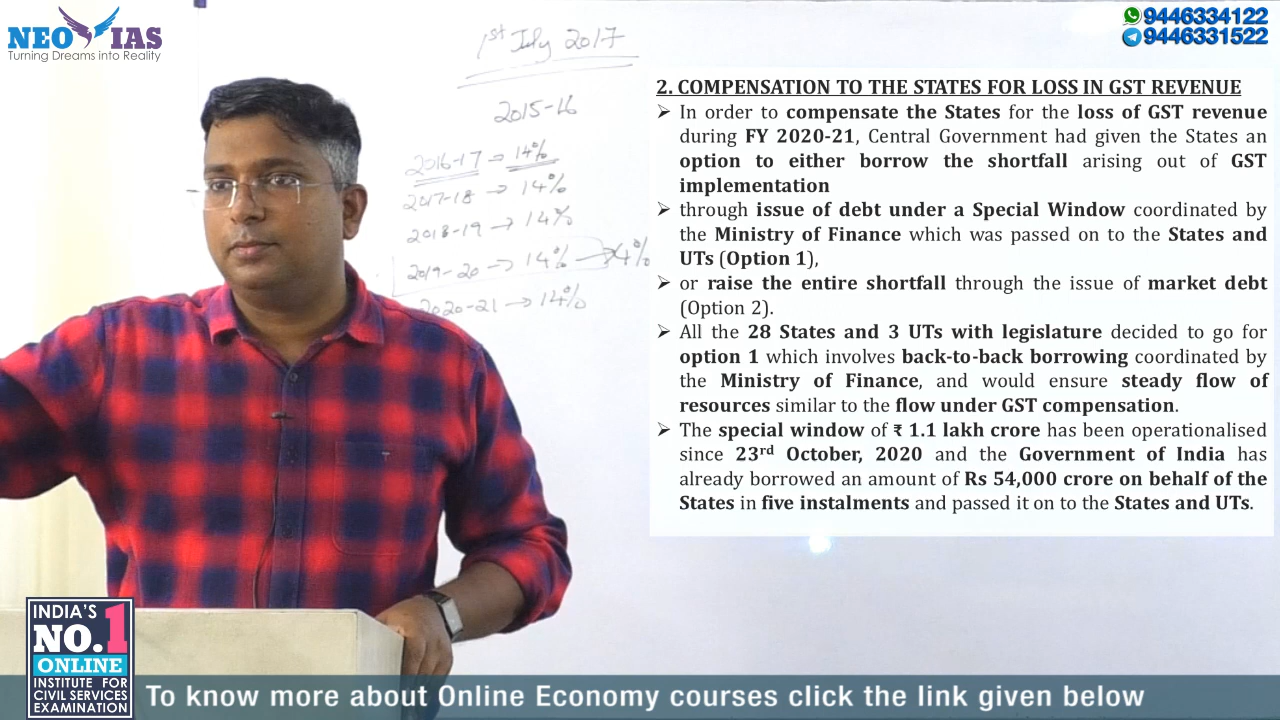 NEO IAS
Turning Dreams into Reality
9446334122
9446331522
1st July 2017
2015-16
2016-17 → 14%
2017-18 → 14%
2018-19 → 14%
2019-20 → 14% → 4%
2020-21 → 14%
2. COMPENSATION TO THE STATES FOR LOSS IN GST REVENUE
➢ In order to compensate the States for the loss of GST revenue
during FY 2020-21, Central Government had given the States an
option to either borrow the shortfall arising out of GST
implementation
➢ through issue of debt under a Special Window coordinated by
the Ministry of Finance which was passed on to the States and
UTs (Option 1),
➢ or raise the entire shortfall through the issue of market debt
(Option 2).
➢ All the 28 States and 3 UTs with legislature decided to go for
option 1 which involves back-to-back borrowing coordinated by
the Ministry of Finance, and would ensure steady flow of
resources similar to the flow under GST compensation.
➢ The special window of ₹ 1.1 lakh crore has been operationalised
since 23rd October, 2020 and the Government of India has
already borrowed an amount of Rs 54,000 crore on behalf of the
States in five instalments and passed it on to the States and UTs.
INDIA'S
NO.1
ONLINE
INSTITUTE FOR
CIVIL SERVICES
EXAMINATION
To know more about Online Economy courses click the link given below